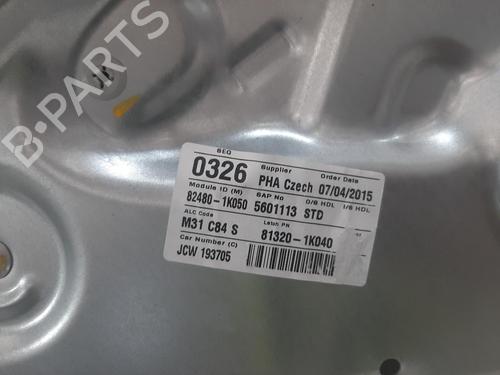 B-PARTS
SEQ
0326
Supplier
PHA Czech
Order Date
07/04/2015
Module ID (M)
82480-1K050
SAP No
5601113
O/S HDL
STD
I/S HDL
ALC Code
M31 C84 S
Latch PN
81320-1K040
Car Number (C)
JCW 193705